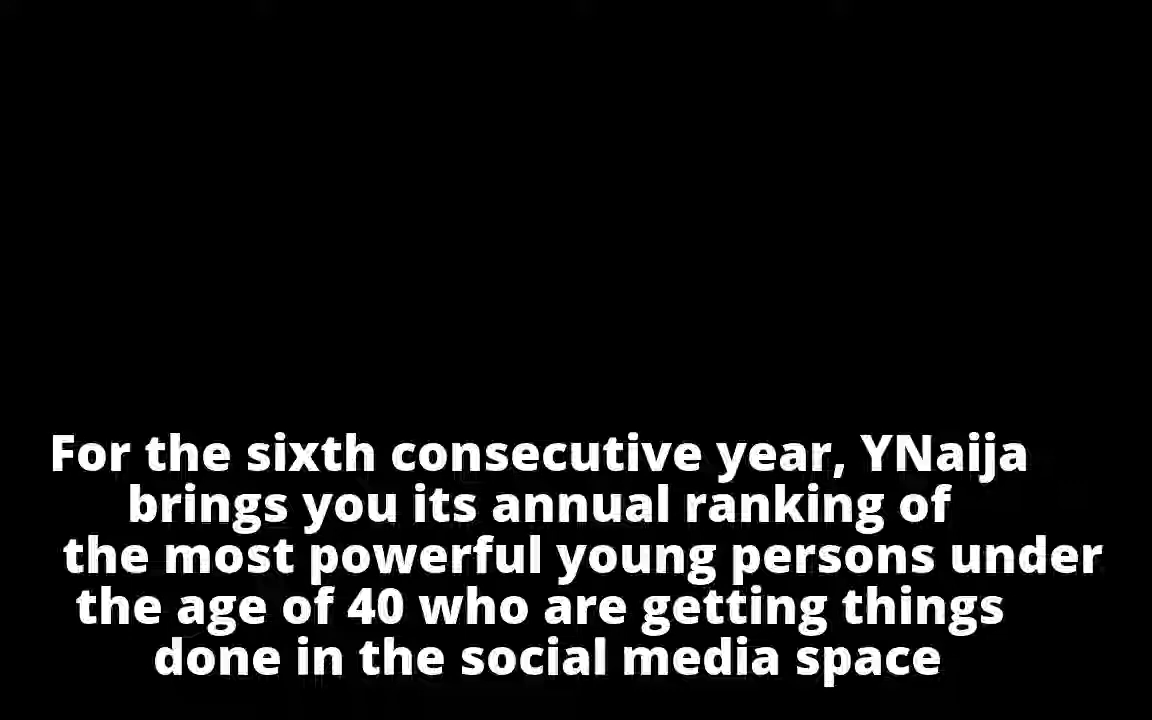 For the sixth consecutive year, YNaija
brings you its annual ranking of
the most powerful young persons under
the age of 40 who are getting things
done in the social media space